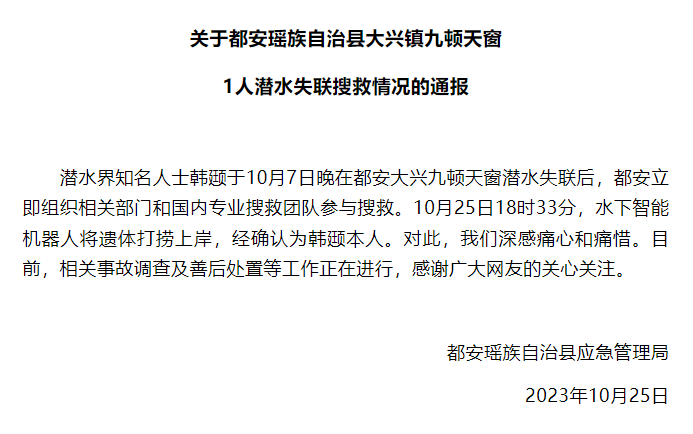 关于都安瑶族自治县大兴镇九顿天窗
1人潜水失联搜救情况的通报
潜水界知名人士韩颋于10月7日晚在都安大兴九顿天窗潜水失联后，都安立
即组织相关部门和国内专业搜救团队参与搜救。10月25日18时33分，水下智能
机器人将遗体打捞上岸，经确认为韩颋本人。对此，我们深感痛心和痛惜。目
前，相关事故调查及善后处置等工作正在进行，感谢广大网友的关心关注。
都安瑶族自治县应急管理局
2023年10月25日